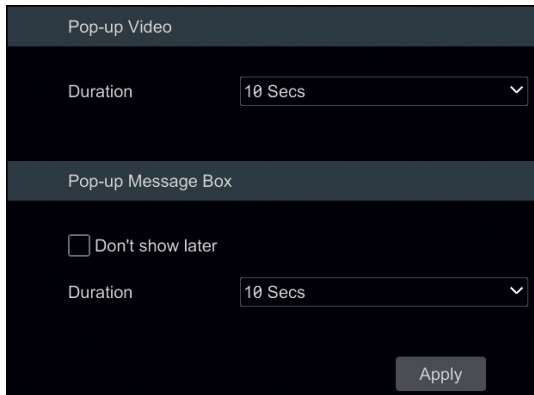 Pop-up Video
Duration 10 Secs
Pop-up Message Box
Don't show later
Duration 10 Secs
Apply